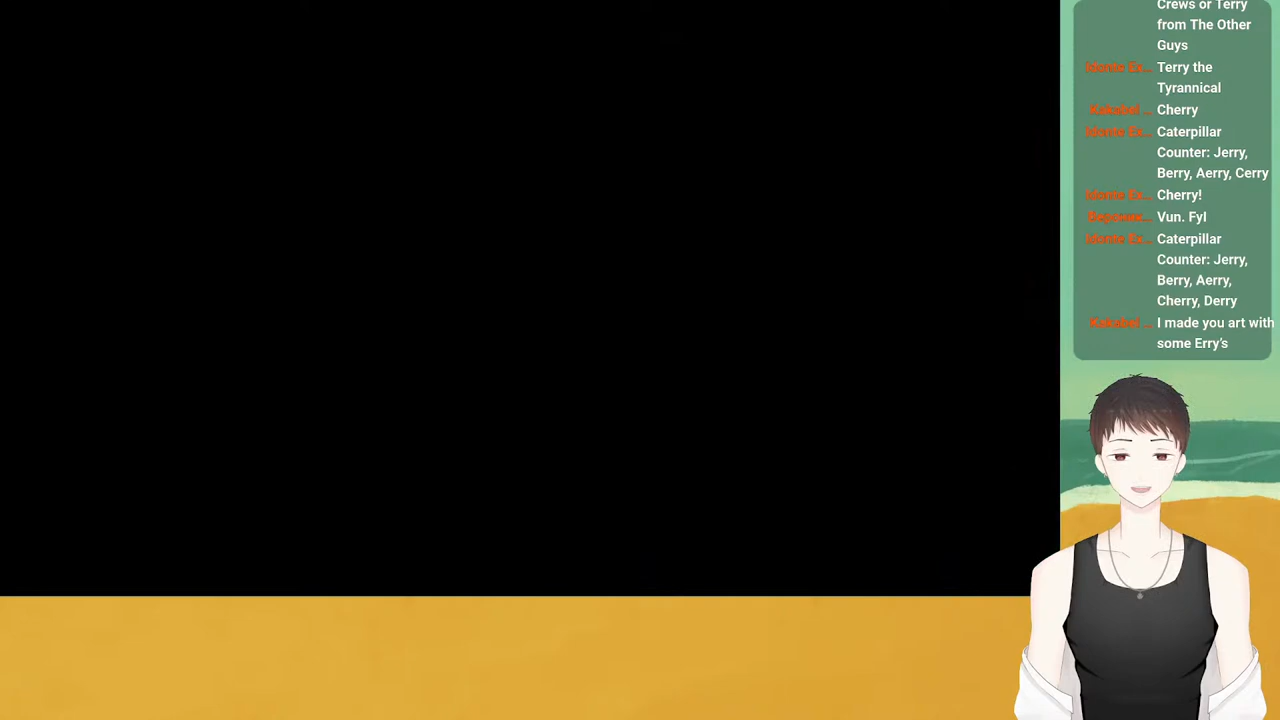 Crews or Terry
from The Other
Guys
Terry the
Tyrannical
Cherry
Caterpillar
Counter: Jerry,
Berry, Aerry, Cerry
Cherry!
Vun. Fyl
Caterpillar
Counter: Jerry,
Berry, Aerry,
Cherry, Derry
I made you art with
some Erry's